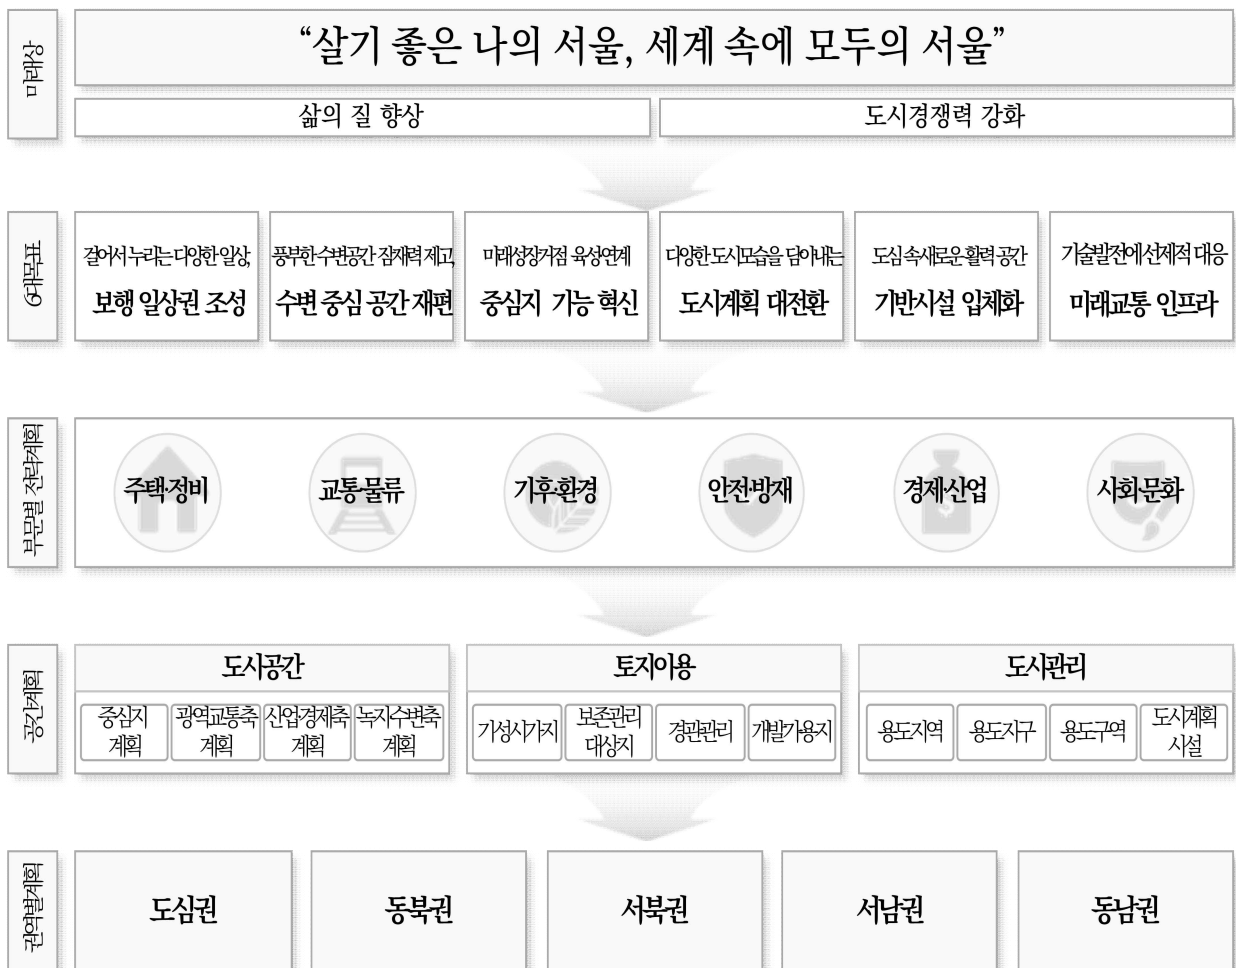 미래상
“살기 좋은 나의 서울, 세계 속에 모두의 서울”
삶의 질 향상
도시경쟁력 강화
6대목표
걸어서 누리는 다양한 일상,
보행 일상권 조성
풍부한 수변공간 잠재력 제고,
수변 중심 공간 재편
미래성장거점 육성·연계
중심지 기능 혁신
다양한 도시모습을 담아내는
도시계획 대전환
도심 속 새로운 활력 공간
기반시설 입체화
기술발전에 선제적 대응
미래교통 인프라
부문별 전략계획
주택·정비
교통·물류
기후·환경
안전·방재
경제·산업
사회·문화
공간계획
도시공간
중심지
계획
광역교통축
계획
산업·경제축
계획
녹지·수변축
계획
토지이용
기성시가지
보존·관리
대상지
경관관리
개발가용지
도시관리
용도지역
용도지구
용도구역
도시계획
시설
권역별계획
도심권
동북권
서북권
서남권
동남권